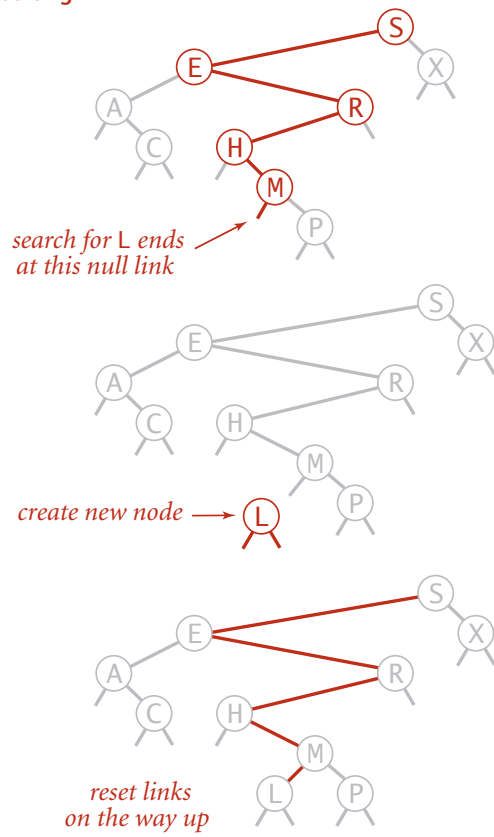 S
E
X
A
R
C
H
M
P
search for L ends
at this null link
S
E
X
A
R
C
H
M
P
create new node
L
S
E
X
A
R
C
H
M
L
P
reset links
on the way up